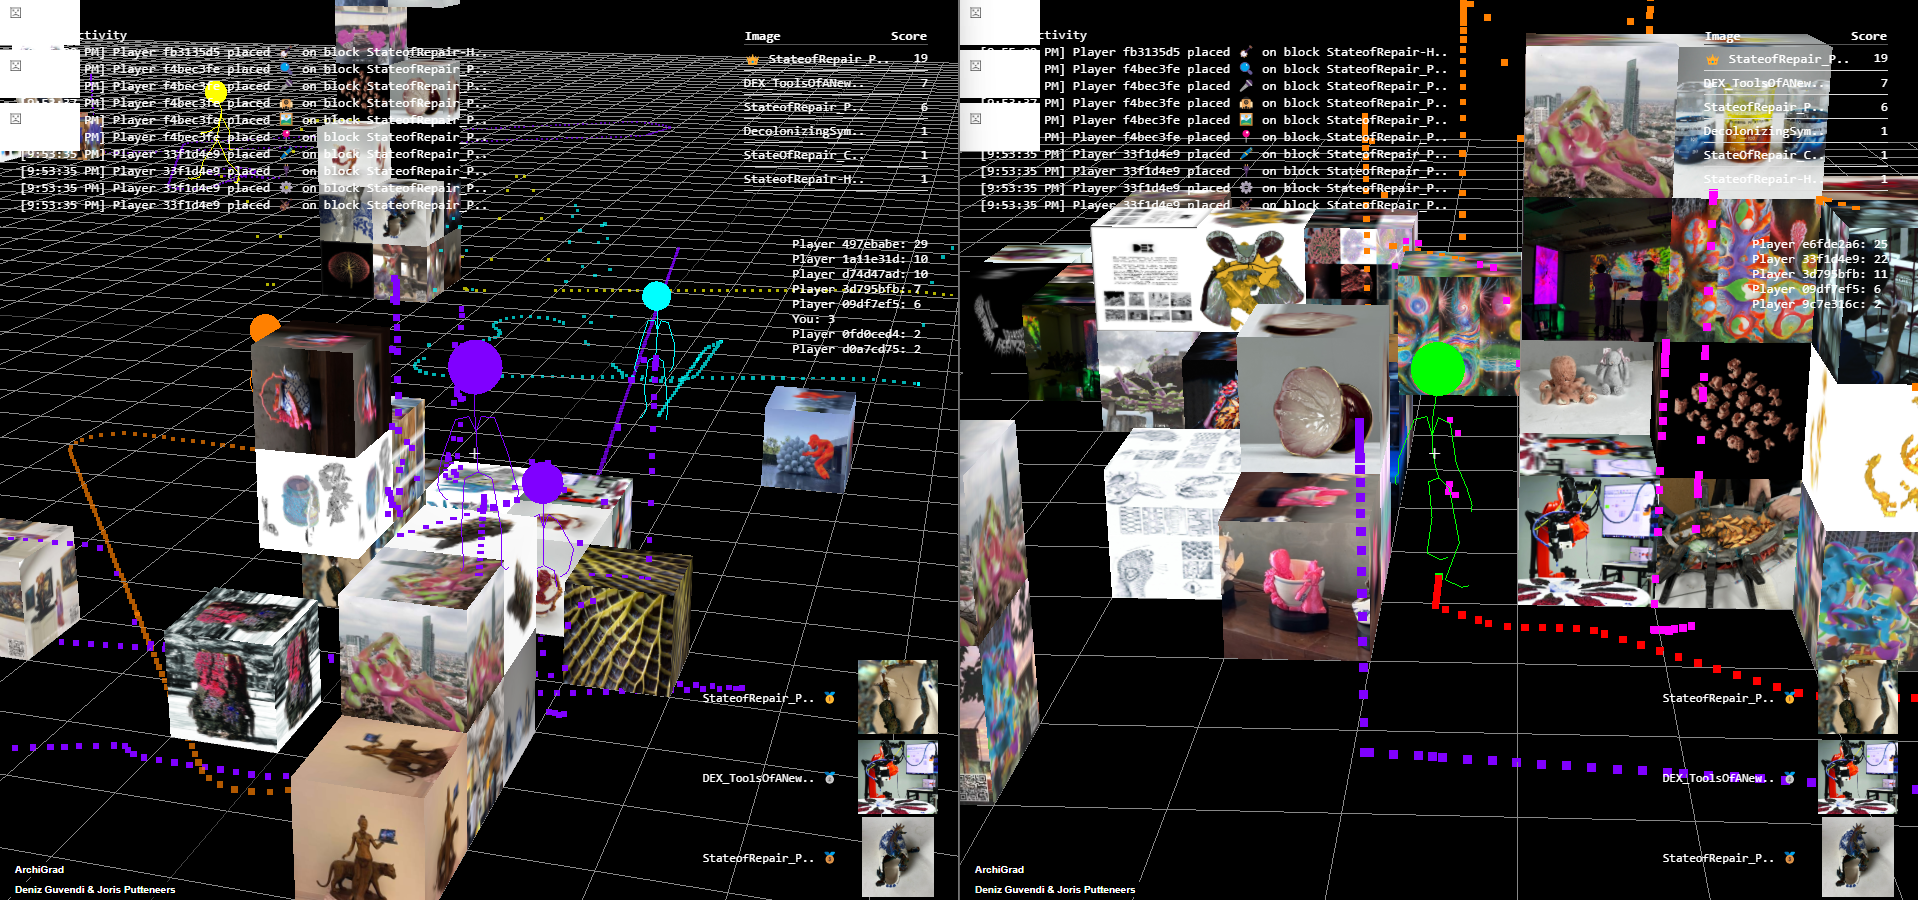 ctivity
PM] Player fb3135d5 placed on block StateofRepair-H..
PM] Player f4bec3fe placed on block StateofRepair_P..
PM] Player f4bec3fe placed on block StateofRepair_P..
[9:53:37 PM] Player f4bec3fe placed on block StateofRepair_P..
PM] Player f4bec3fe placed on block StateofRepair_P..
PM] Player f4bec3fe placed on block StateofRepair_P..
[9:53:35 PM] Player 33f1d4e9 placed on block StateofRepair_P..
[9:53:35 PM] Player 33f1d4e9 placed on block StateofRepair_P..
[9:53:35 PM] Player 33f1d4e9 placed on block StateofRepair_P..
[9:53:35 PM] Player 33f1d4e9 placed on block StateofRepair_P..
Image Score
StateofRepair_P.. 19
DEX_ToolsOfANew.. 7
StateofRepair_P.. 6
DecolonizingSym.. 1
StateOfRepair_C.. 1
StateofRepair-H.. 1
Player 497ebabe: 29
Player 1a11e31d: 10
Player d74d47ad: 10
Player 3d795bfb: 7
Player 09df7ef5: 6
You: 3
Player 0fd0ced4: 2
Player d0a7cd75: 2
StateofRepair_P..
DEX_ToolsOfANew..
StateofRepair_P..
ArchiGrad
Deniz Guvendi & Joris Putteneers
ctivity
PM] Player fb3135d5 placed on block StateofRepair-H..
PM] Player f4bec3fe placed on block StateofRepair_P..
PM] Player f4bec3fe placed on block StateofRepair_P..
[9:53:37 PM] Player f4bec3fe placed on block StateofRepair_P..
PM] Player f4bec3fe placed on block StateofRepair_P..
PM] Player f4bec3fe placed on block StateofRepair_P..
[9:53:35 PM] Player 33f1d4e9 placed on block StateofRepair_P..
[9:53:35 PM] Player 33f1d4e9 placed on block StateofRepair_P..
[9:53:35 PM] Player 33f1d4e9 placed on block StateofRepair_P..
[9:53:35 PM] Player 33f1d4e9 placed on block StateofRepair_P..
Image Score
StateofRepair_P.. 19
DEX_ToolsOfANew.. 7
StateofRepair_P.. 6
DecolonizingSym.. 1
StateOfRepair_C.. 1
StateofRepair-H.. 1
DEX
Player e6fde2a6: 25
Player 33f1d4e9: 22
Player 3d795bfb: 11
Player 09df7ef5: 6
Player 9c7e316c: 2
StateofRepair_P..
DEX_ToolsOfANew..
StateofRepair_P..
ArchiGrad
Deniz Guvendi & Joris Putteneers